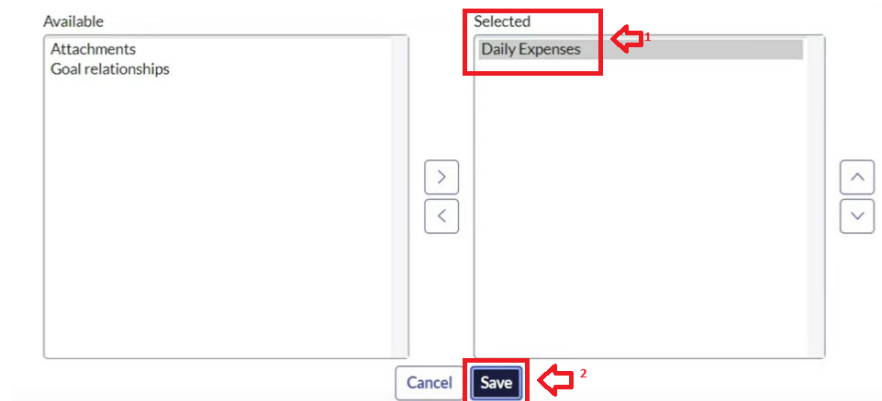 Available
Attachments
Goal relationships
Selected
Daily Expenses
1
Cancel
Save
2